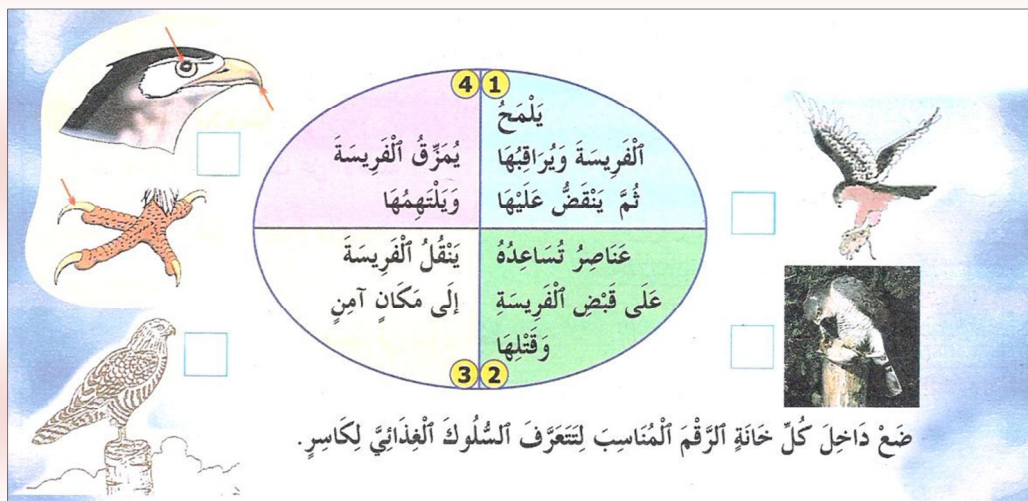 4 1
يَلْمَحُ
ٱلْفَرِيسَةَ وَيُرَاقِبُهَا
ثُمَّ يَنْقَضُّ عَلَيْهَا
يُمَزِّقُ ٱلْفَرِيسَةَ
وَيَلْتَهِمُهَا
عَنَاصِرُ تُسَاعِدُهُ
عَلَى قَبْضِ ٱلْفَرِيسَةِ
وَقَتْلِهَا
يَنْقُلُ ٱلْفَرِيسَةَ
إلَى مَكَانٍ آمِنٍ
3 2
ضَعْ دَاخِلَ كُلِّ خَانَةٍ ٱلرَّقْمَ ٱلْمُنَاسِبَ لِتَتَعَرَّفَ ٱلسُّلُوكَ ٱلْغِذَائِيَّ لِكَاسِرٍ.